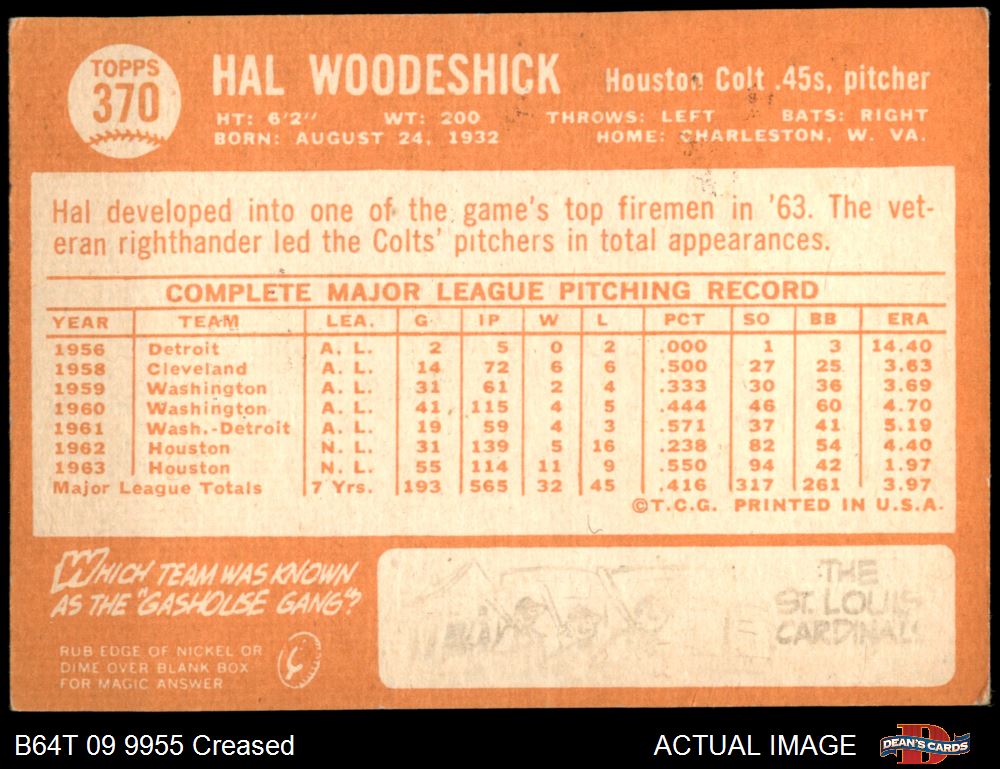 TOPPS
370
HAL WOODESHICK Houston Colt .45s, pitcher
HT: 6'2" WT: 200 THROWS: LEFT BATS: RIGHT
BORN: AUGUST 24, 1932 HOME: CHARLESTON, W. VA.
Hal developed into one of the game's top firemen in '63. The vet-
eran righthander led the Colts' pitchers in total appearances.
COMPLETE MAJOR LEAGUE PITCHING RECORD
YEAR TEAM LEA. G IP W L PCT SO BB ERA
1956 Detroit A. L. 2 5 0 2 .000 1 3 14.40
1958 Cleveland A. L. 14 72 6 6 .500 27 25 3.63
1959 Washington A. L. 31 61 2 4 .333 30 36 3.69
1960 Washington A. L. 41 115 4 5 .444 46 60 4.70
1961 Wash.-Detroit A. L. 19 59 4 3 .571 37 41 5.19
1962 Houston N. L. 31 139 5 16 .238 82 54 4.40
1963 Houston N. L. 55 114 11 9 .550 94 42 1.97
Major League Totals 7 Yrs. 193 565 32 45 .416 317 261 3.97
©T.C.G. PRINTED IN U.S.A.
WHICH TEAM WAS KNOWN
AS THE "GASHOUSE GANG"?
RUB EDGE OF NICKEL OR
DIME OVER BLANK BOX
FOR MAGIC ANSWER
THE
ST. LOUIS
CARDINALS
B64T 09 9955 Creased ACTUAL IMAGE DEAN'S CARDS